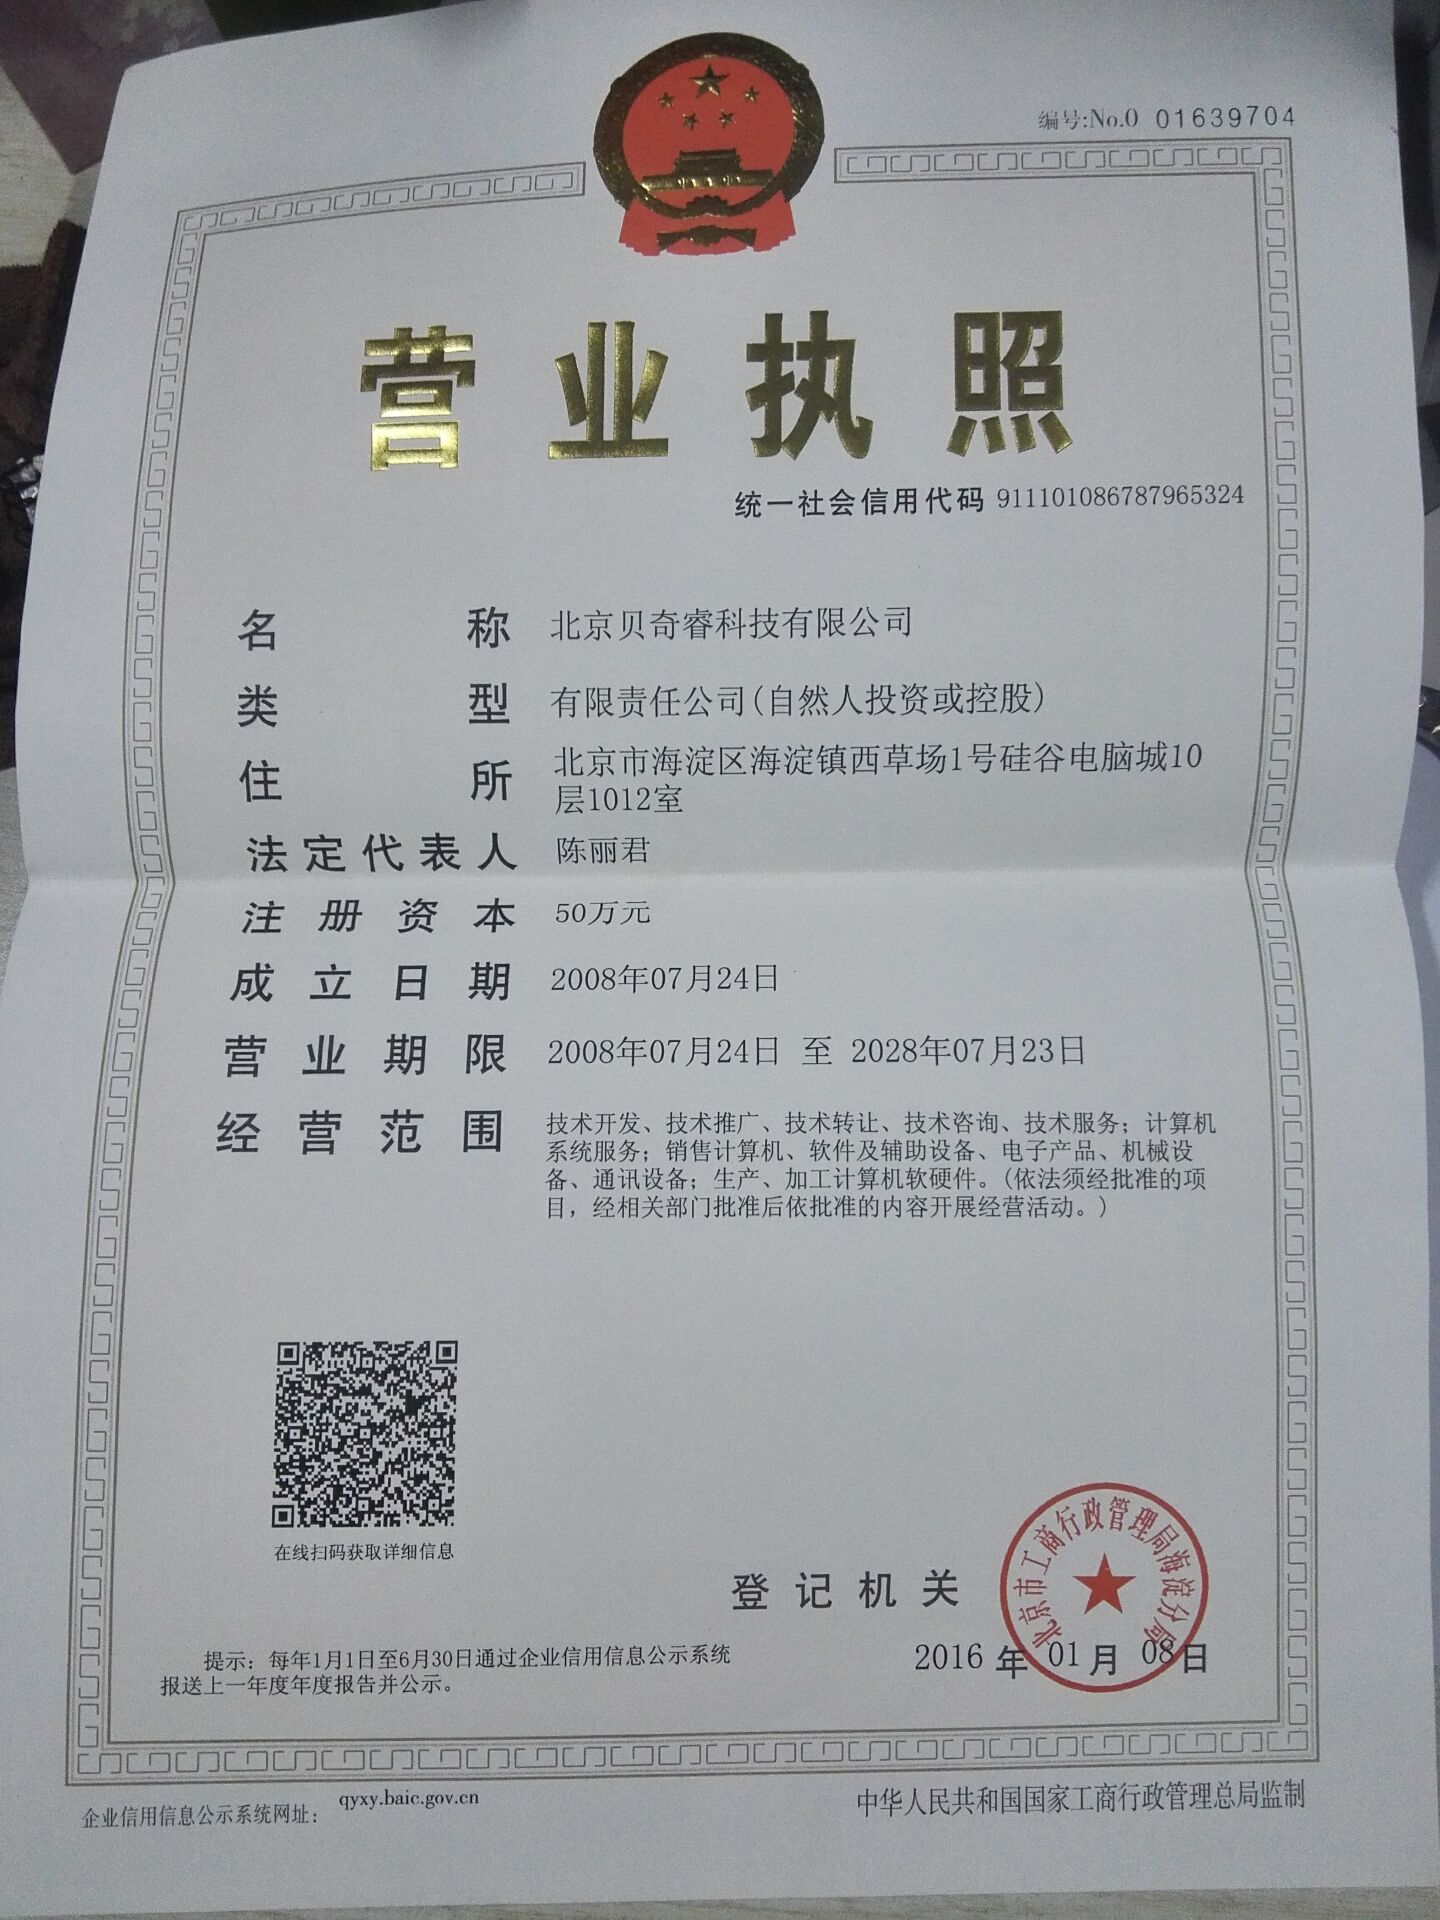 编号:No.0 01639704
营业执照
统一社会信用代码 911101086787965324
名称 北京贝奇睿科技有限公司
类型 有限责任公司(自然人投资或控股)
住所 北京市海淀区海淀镇西草场1号硅谷电脑城10
层1012室
法定代表人 陈丽君
注册资本 50万元
成立日期 2008年07月24日
营业期限 2008年07月24日 至 2028年07月23日
经营范围 技术开发、技术推广、技术转让、技术咨询、技术服务；计算机
系统服务；销售计算机、软件及辅助设备、电子产品、机械设
备、通讯设备；生产、加工计算机软硬件。(依法须经批准的项
目，经相关部门批准后依批准的内容开展经营活动。)
在线扫码获取详细信息
登记机关
北京市工商行政管理局海淀分局
2016年01月08日
提示：每年1月1日至6月30日通过企业信用信息公示系统
报送上一年度年度报告并公示。
企业信用信息公示系统网址： qyxy.baic.gov.cn
中华人民共和国国家工商行政管理总局监制